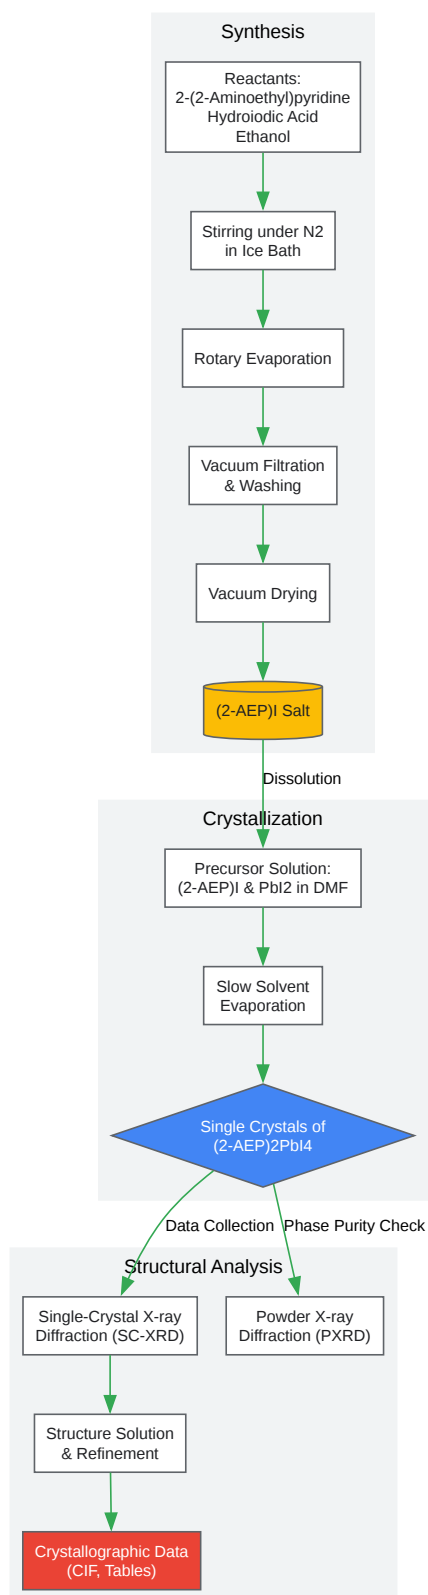 Synthesis
Reactants:
2-(2-Aminoethyl)pyridine
Hydroiodic Acid
Ethanol
Stirring under N2
in Ice Bath
Rotary Evaporation
Vacuum Filtration
& Washing
Vacuum Drying
(2-AEP)I Salt
Dissolution
Crystallization
Precursor Solution:
(2-AEP)I & PbI2 in DMF
Slow Solvent
Evaporation
Single Crystals of
(2-AEP)2PbI4
Data Collection
Phase Purity Check
Structural Analysis
Single-Crystal X-ray
Diffraction (SC-XRD)
Powder X-ray
Diffraction (PXRD)
Structure Solution
& Refinement
Crystallographic Data
(CIF, Tables)